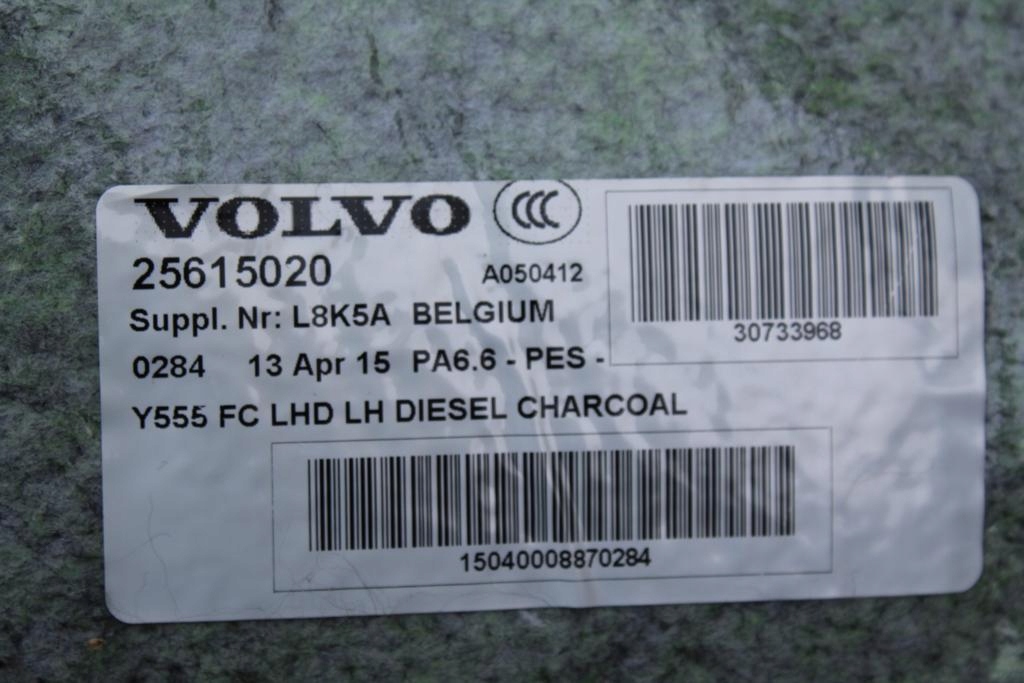 VOLVO CCC
25615020 A050412
30733968
Suppl. Nr: L8K5A BELGIUM
0284 13 Apr 15 PA6.6 - PES -
Y555 FC LHD LH DIESEL CHARCOAL
15040008870284